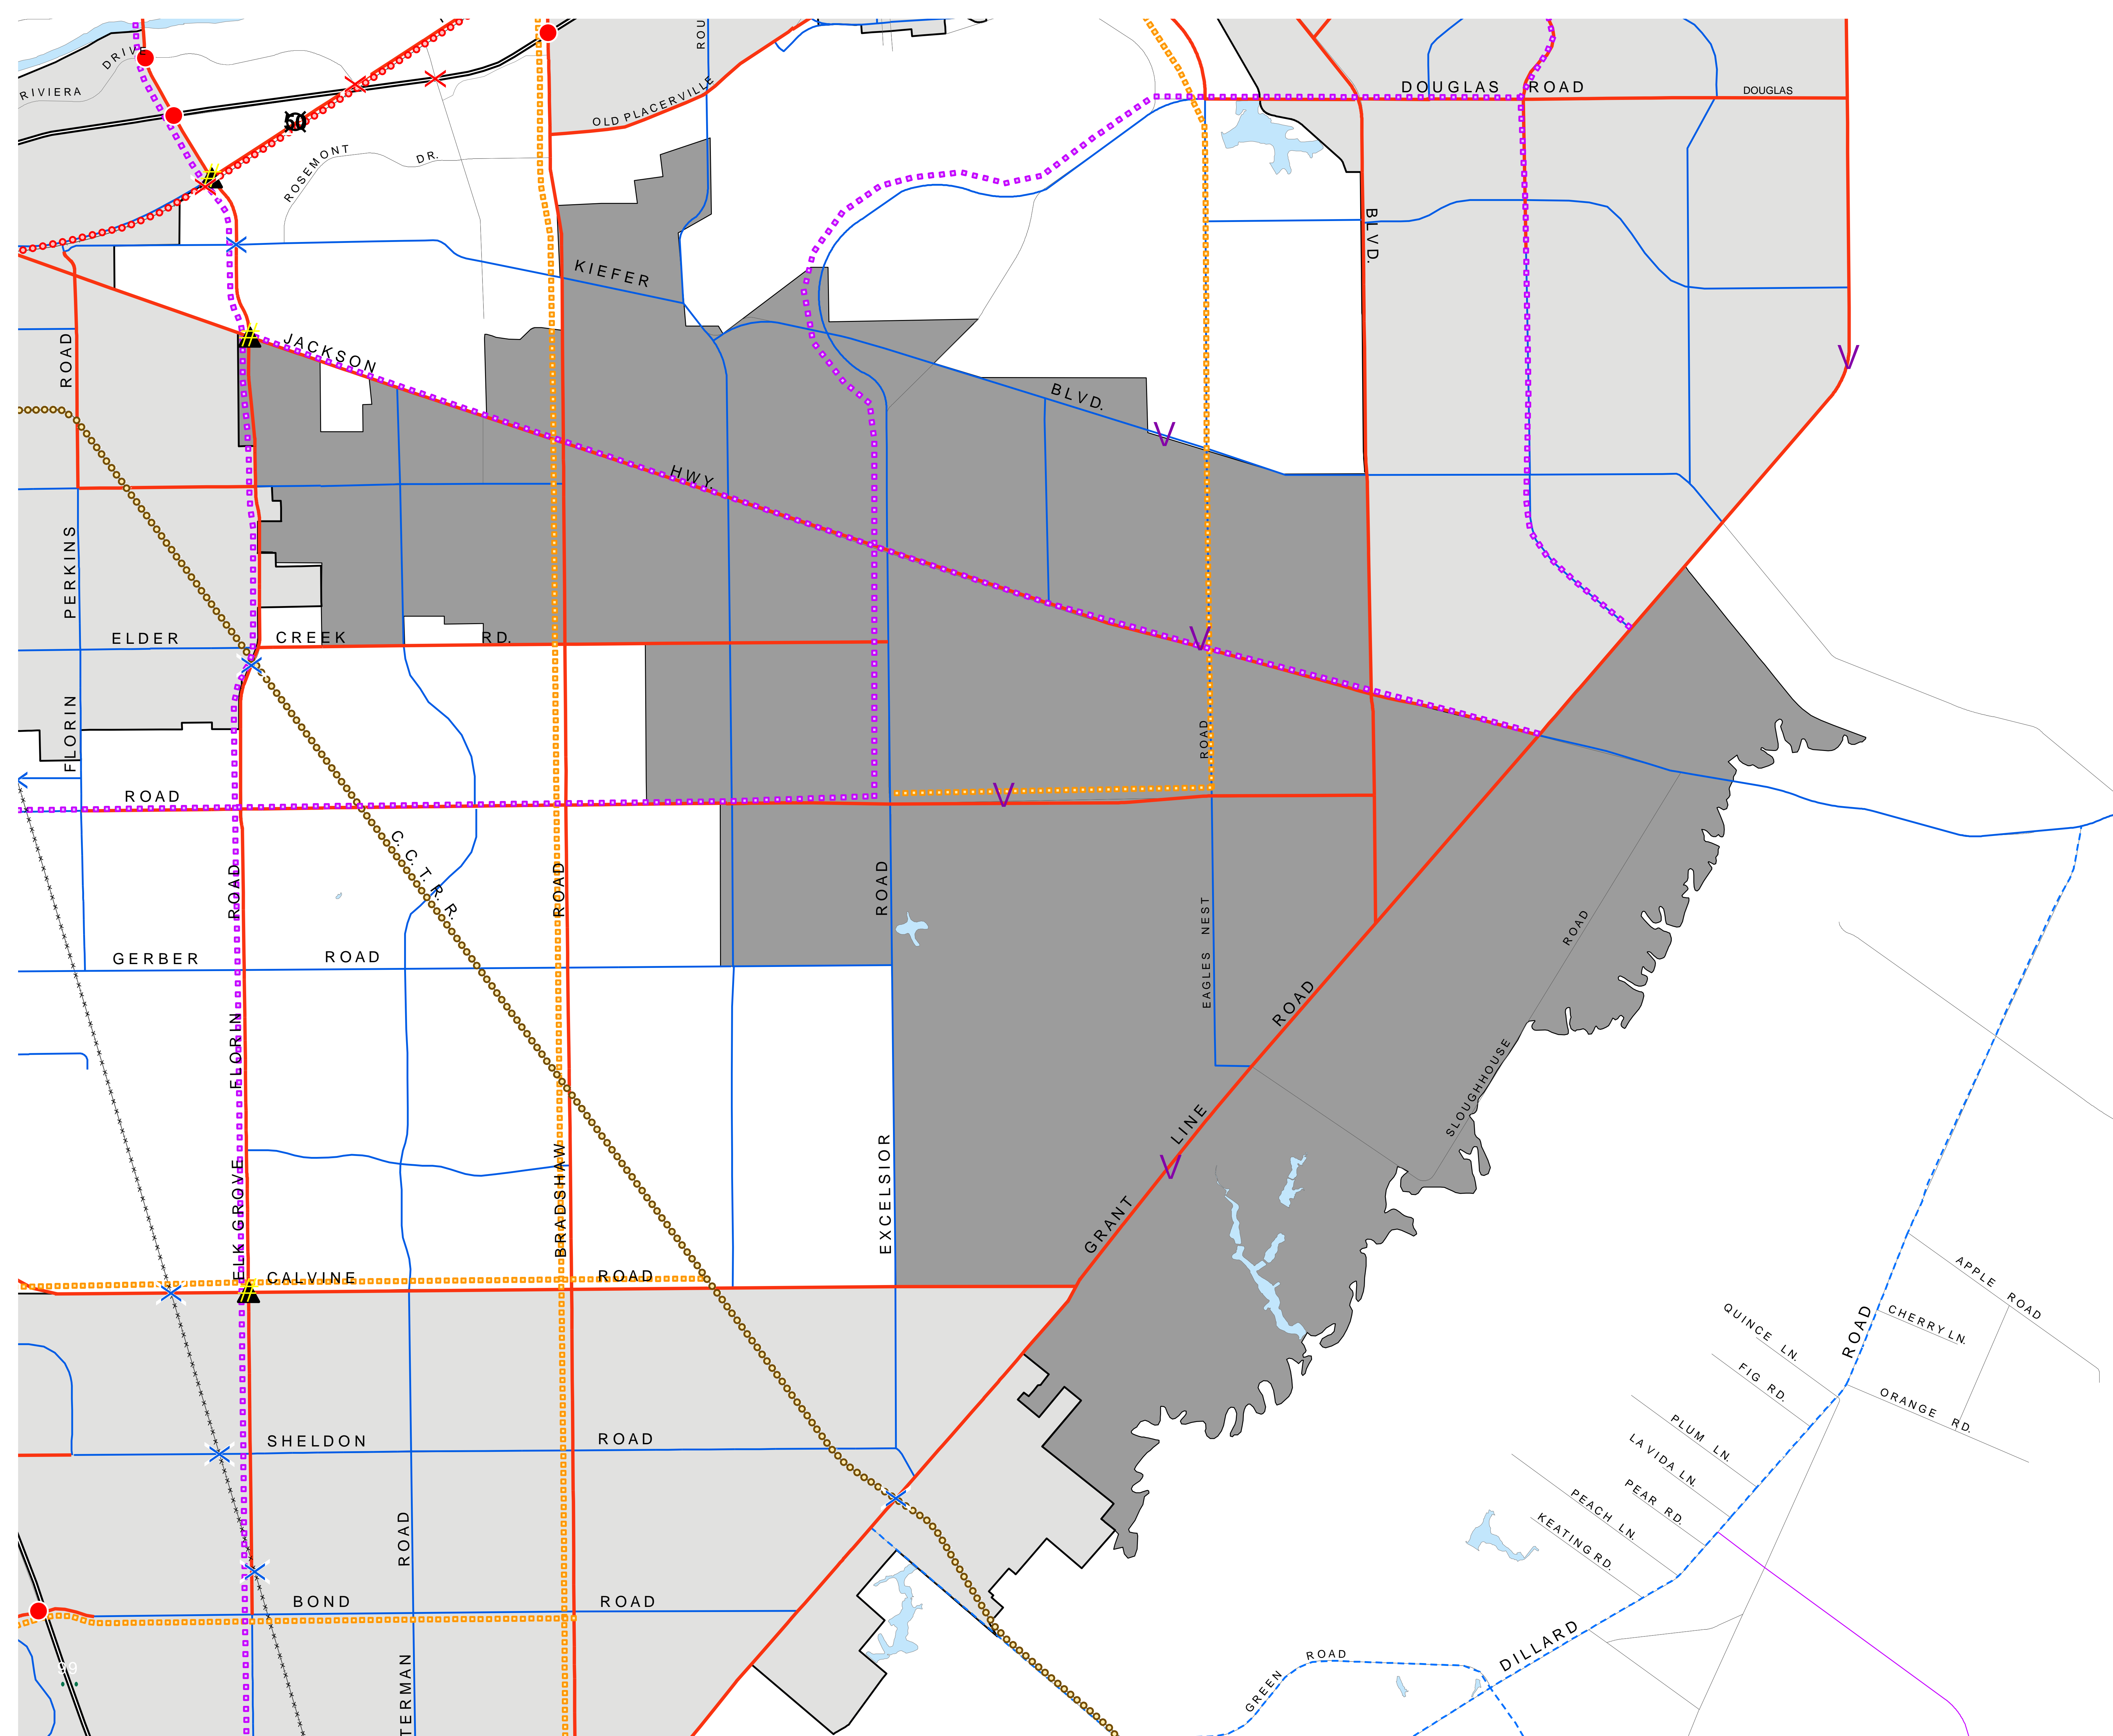 DRIVE
RIVIERA
50
ROSEMONT
DR.
OLD PLACERVILLE
ROU
DOUGLAS ROAD
DOUGLAS
BLVD.
KIEFER
BLVD.
JACKSON
HWY.
ROAD
PERKINS
FLORIN
ELDER CREEK RD.
ROAD
V
V
V
V
V
C. C. T. R. R.
ROAD
FLORIN
ELK GROVE
ROAD
BRADSHAW
ROAD
EXCELSIOR
ROAD
EAGLES NEST
GERBER ROAD
ROAD
LINE
GRANT
ROAD
SLOUGHHOUSE
CALVINE ROAD
SHELDON ROAD
ROAD
TERMAN
BOND ROAD
99
APPLE ROAD
CHERRY LN.
QUINCE LN.
FIG RD.
ORANGE RD.
PLUM LN.
LA VIDA LN.
PEAR RD.
PEACH LN.
KEATING RD.
ROAD
DILLARD
GREEN ROAD